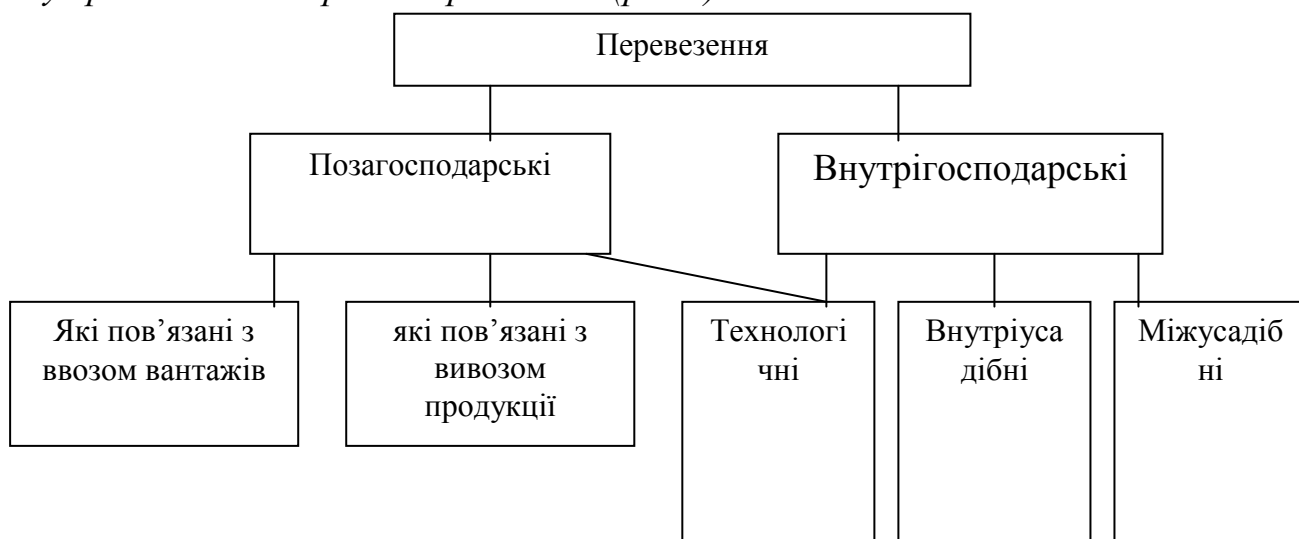 Перевезення
Позагосподарські
Внутрігосподарські
Які пов’язані з
ввозом вантажів
які пов’язані з
вивозом
продукції
Технологі
чні
Внутріуса
дібні
Міжусадіб
ні